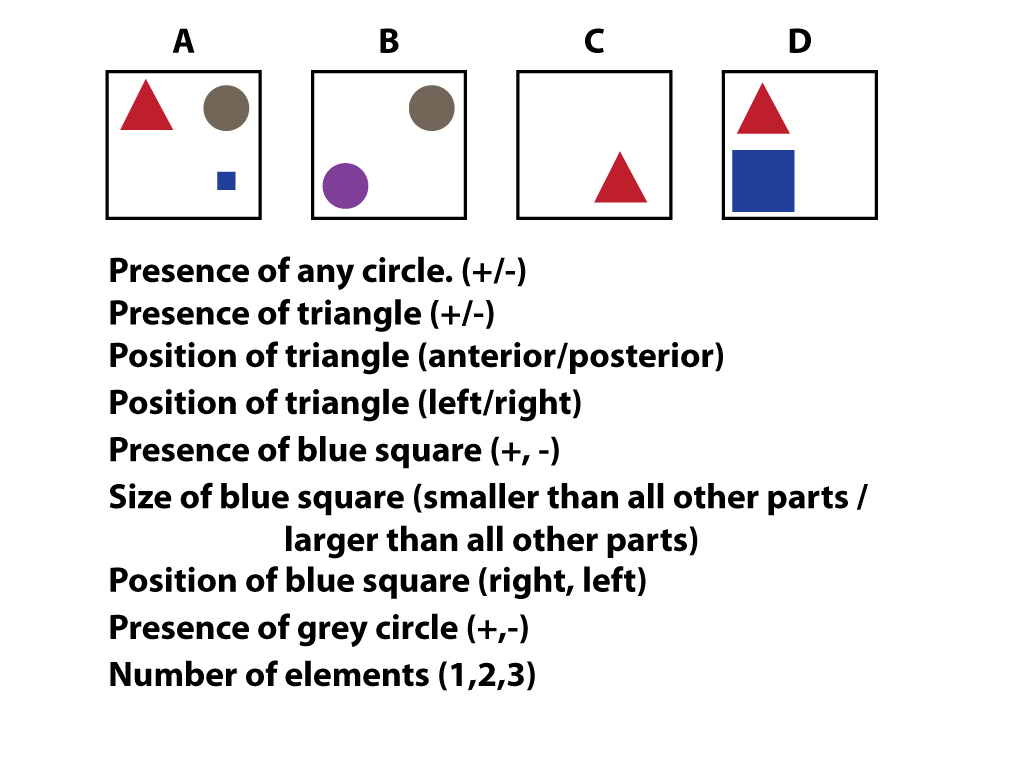 A B C D
Presence of any circle. (+/-)
Presence of triangle (+/-)
Position of triangle (anterior/posterior)
Position of triangle (left/right)
Presence of blue square (+, -)
Size of blue square (smaller than all other parts /
larger than all other parts)
Position of blue square (right, left)
Presence of grey circle (+,-)
Number of elements (1,2,3)